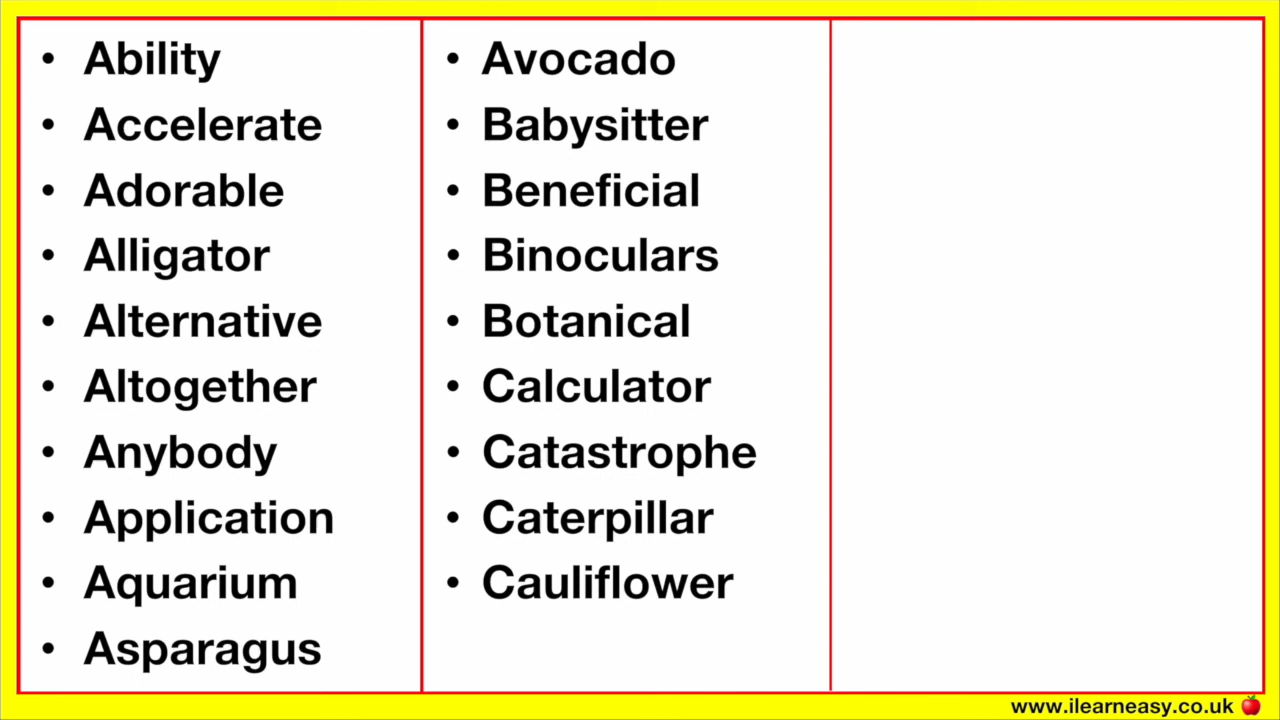 • Ability
• Accelerate
• Adorable
• Alligator
• Alternative
• Altogether
• Anybody
• Application
• Aquarium
• Asparagus
• Avocado
• Babysitter
• Beneficial
• Binoculars
• Botanical
• Calculator
• Catastrophe
• Caterpillar
• Cauliflower
www.ilearneasy.co.uk